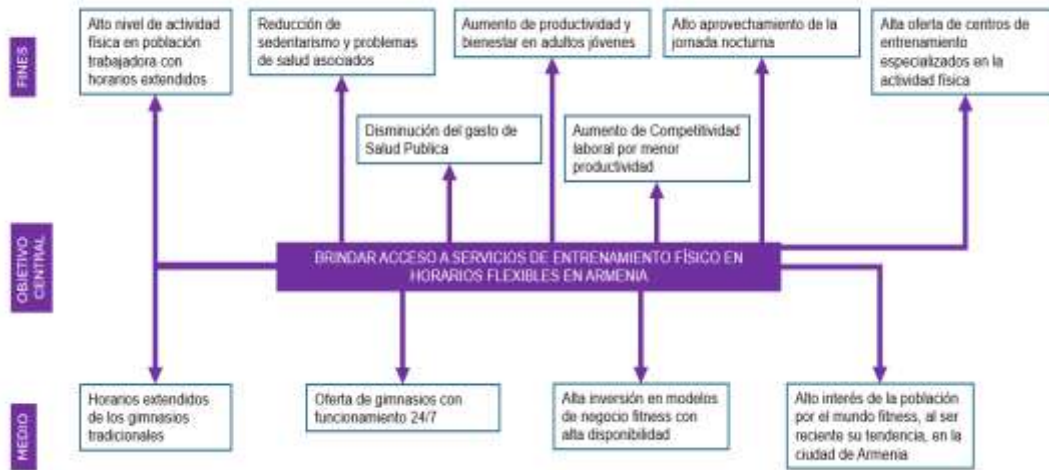 FINES
Alto nivel de actividad
física en población
trabajadora con
horarios extendidos
Reducción de
sedentarismo y problemas
de salud asociados
Aumento de productividad y
bienestar en adultos jóvenes
Alto aprovechamiento de la
jornada nocturna
Alta oferta de centros de
entrenamiento
especializados en la
actividad física
Disminución del gasto de
Salud Publica
Aumento de Competitividad
laboral por menor
productividad
OBJETIVO
CENTRAL
BRINDAR ACCESO A SERVICIOS DE ENTRENAMIENTO FÍSICO EN
HORARIOS FLEXIBLES EN ARMENIA
MEDIO
Horarios extendidos
de los gimnasios
tradicionales
Oferta de gimnasios con
funcionamiento 24/7
Alta inversión en modelos
de negocio fitness con
alta disponibilidad
Alto interés de la población
por el mundo fitness, al ser
reciente su tendencia, en la
ciudad de Armenia